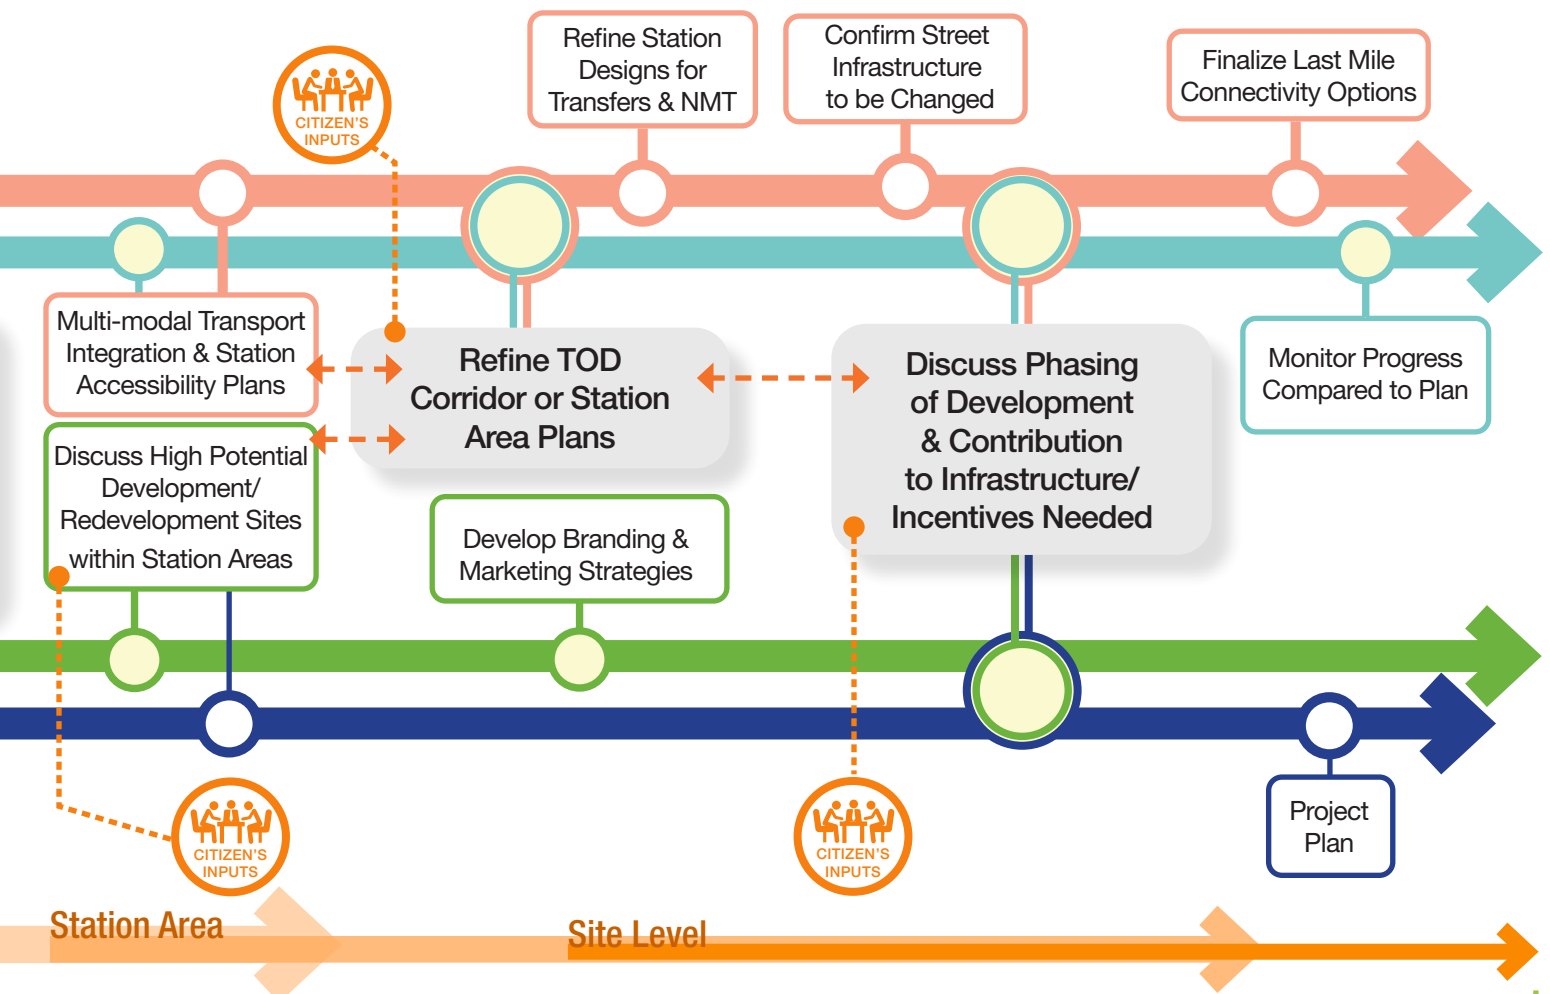 Refine Station
Designs for
Transfers & NMT
Confirm Street
Infrastructure
to be Changed
Finalize Last Mile
Connectivity Options
CITIZEN'S
INPUTS
Multi-modal Transport
Integration & Station
Accessibility Plans
Refine TOD
Corridor or Station
Area Plans
Discuss Phasing
of Development
& Contribution
to Infrastructure/
Incentives Needed
Monitor Progress
Compared to Plan
Discuss High Potential
Development/
Redevelopment Sites
within Station Areas
Develop Branding &
Marketing Strategies
CITIZEN'S
INPUTS
CITIZEN'S
INPUTS
Project
Plan
Station Area
Site Level